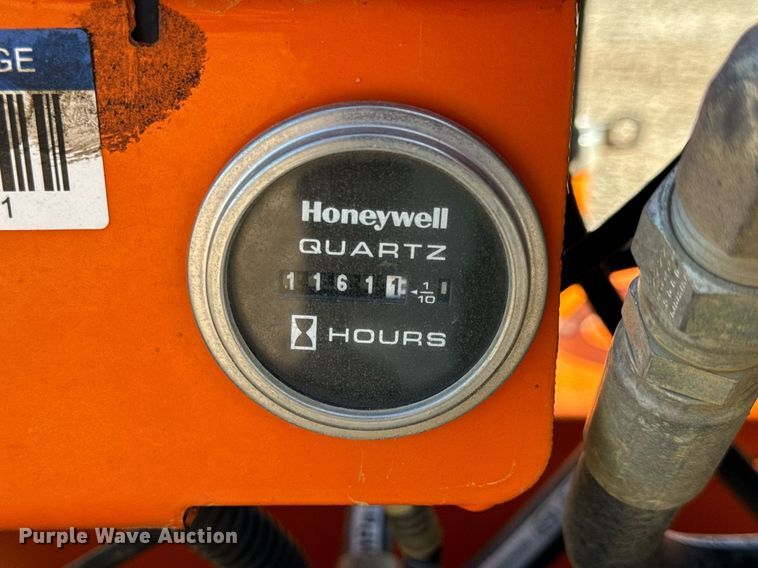 GE
1
Honeywell
QUARTZ
11611 1/10
HOURS
Purple Wave Auction